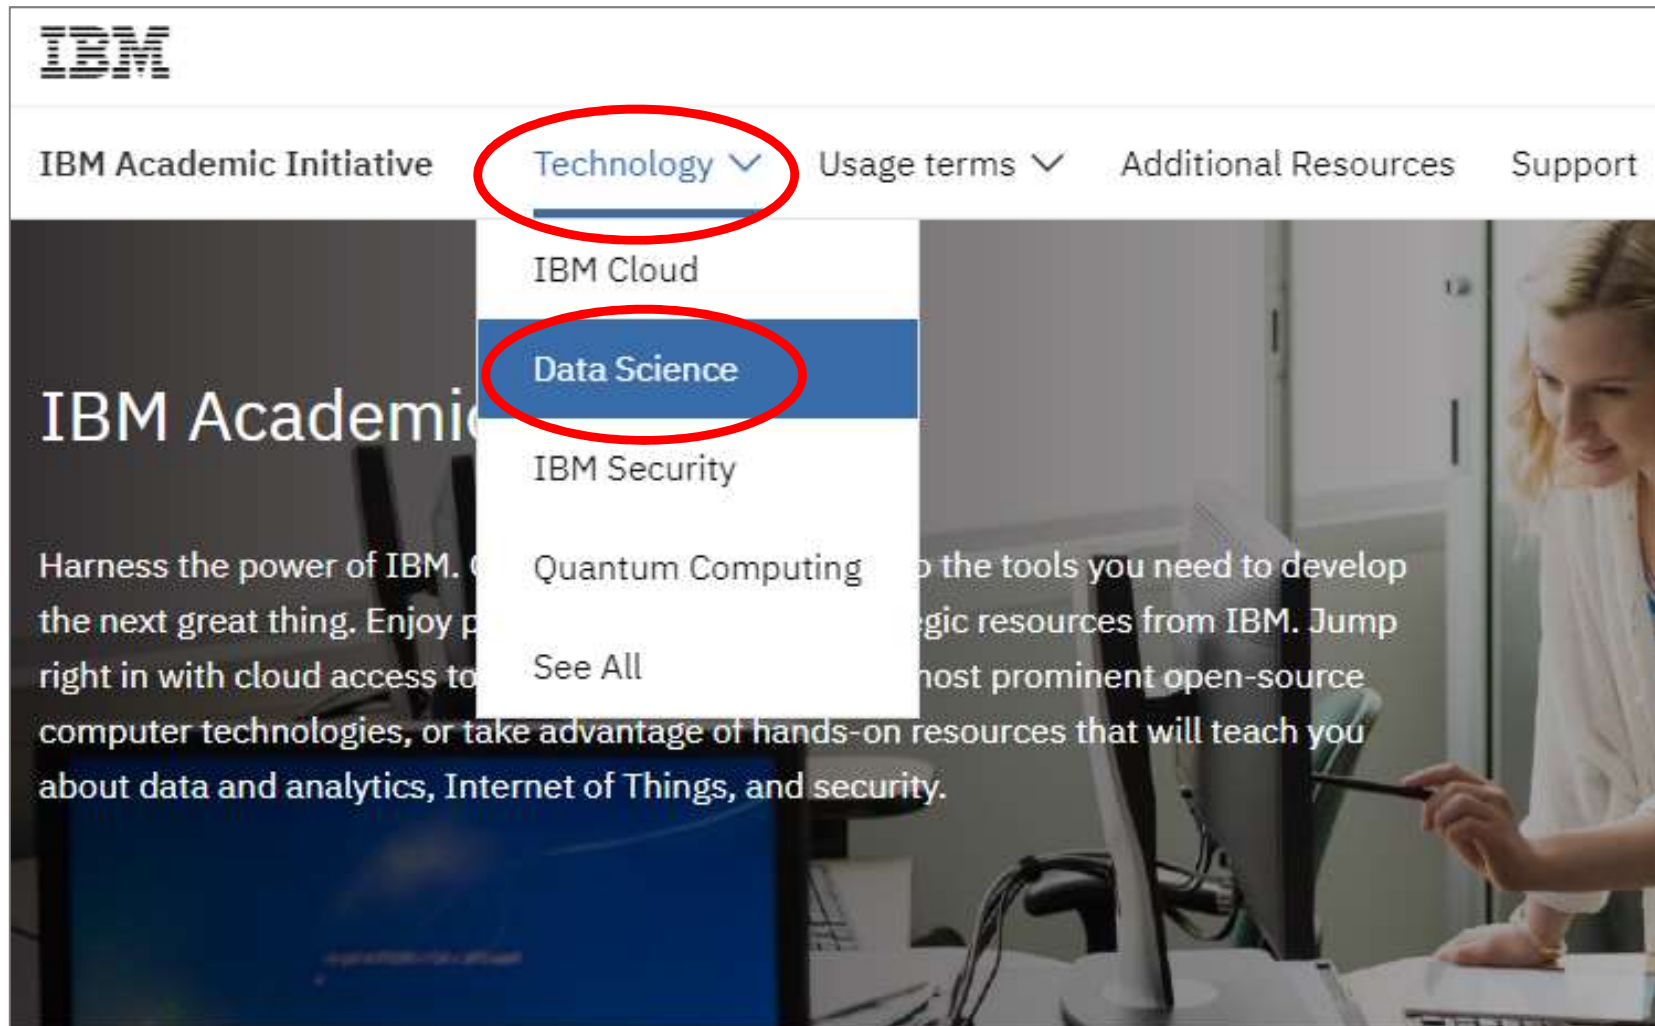 IBM
IBM Academic Initiative Technology Usage terms Additional Resources Support
IBM Cloud
Data Science
IBM Academi
IBM Security
Harness the power of IBM. Quantum Computing the tools you need to develop
the next great thing. Enjoy resources from IBM. Jump
right in with cloud access to See All prominent open-source
computer technologies, or take advantage of hands-on resources that will teach you
about data and analytics, Internet of Things, and security.